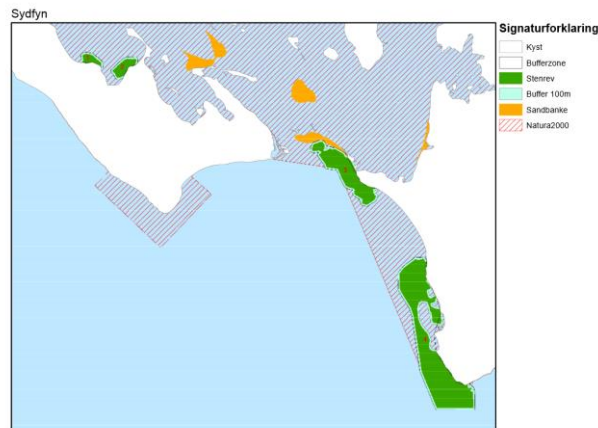 Sydfyn
Signaturforklaring
Kyst
Bufferzone
Stenrev
Buffer 100m
Sandbanke
Natura2000